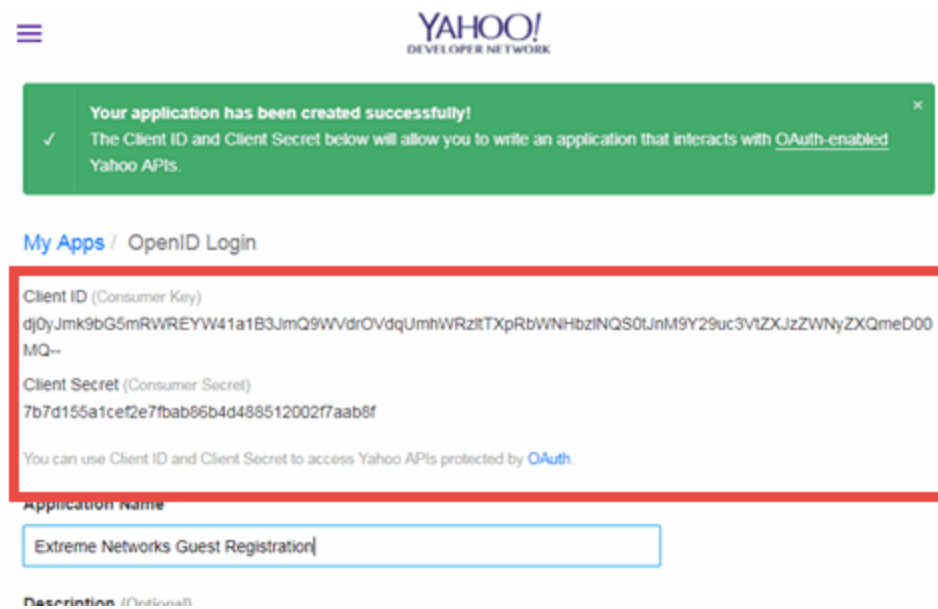 YAHOO!
DEVELOPER NETWORK
Your application has been created successfully!
The Client ID and Client Secret below will allow you to write an application that interacts with OAuth-enabled
Yahoo APIs.
My Apps / OpenID Login
Client ID (Consumer Key)
dj0yJmk9bG5mRWREYW41a1B3JmQ9WVdrOVdqUmhWRzltTXpRbWNHbzlNQS0tJnM9Y29uc3VtZXJzZWNyZXQmeD00
MQ--
Client Secret (Consumer Secret)
7b7d155a1cef2e7fbab86b4d488512002f7aab8f
You can use Client ID and Client Secret to access Yahoo APIs protected by OAuth.
Application Name
Extreme Networks Guest Registration
Description (Optional)